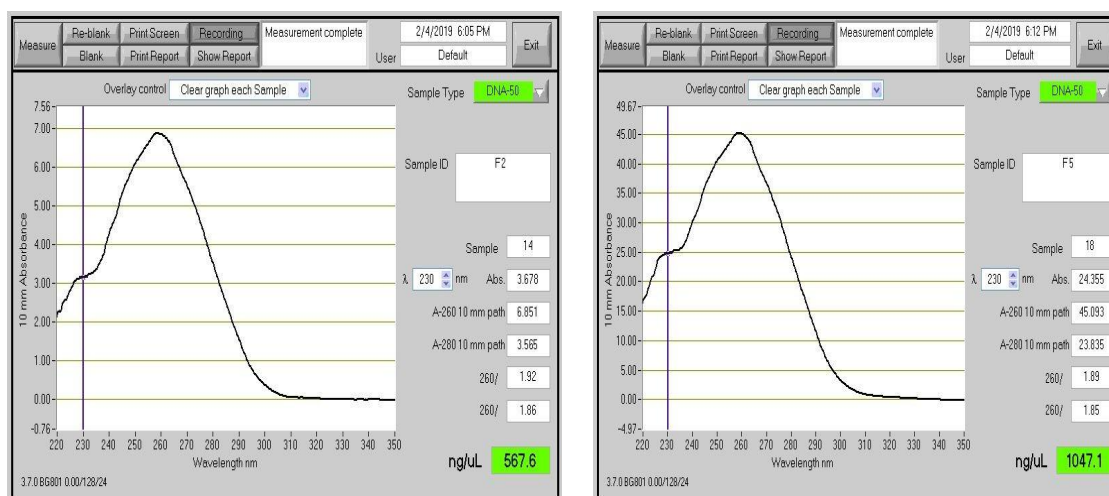 Measure
Re-blank Print Screen Recording
Blank Print Report Show Report
Measurement complete
2/4/2019 6:05 PM
User Default
Exit
Overlay control Clear graph each Sample
Sample Type DNA-50
7.56
7.00
6.00
5.00
4.00
3.00
2.00
1.00
0.00
-0.76
10 mm Absorbance
220 230 240 250 260 270 280 290 300 310 320 330 340 350
Wavelength nm
Sample ID F2
Sample 14
λ 230 nm Abs. 3.678
A-260 10 mm path 6.851
A-280 10 mm path 3.565
260/ 1.92
260/ 1.86
ng/uL 567.6
3.7.0 BG801 0.00/128/24
Measure
Re-blank Print Screen Recording
Blank Print Report Show Report
Measurement complete
2/4/2019 6:12 PM
User Default
Exit
Overlay control Clear graph each Sample
Sample Type DNA-50
49.67
45.00
40.00
35.00
30.00
25.00
20.00
15.00
10.00
5.00
0.00
-4.97
10 mm Absorbance
220 230 240 250 260 270 280 290 300 310 320 330 340 350
Wavelength nm
Sample ID F5
Sample 18
λ 230 nm Abs. 24.355
A-260 10 mm path 45.093
A-280 10 mm path 23.835
260/ 1.89
260/ 1.85
ng/uL 1047.1
3.7.0 BG801 0.00/128/24